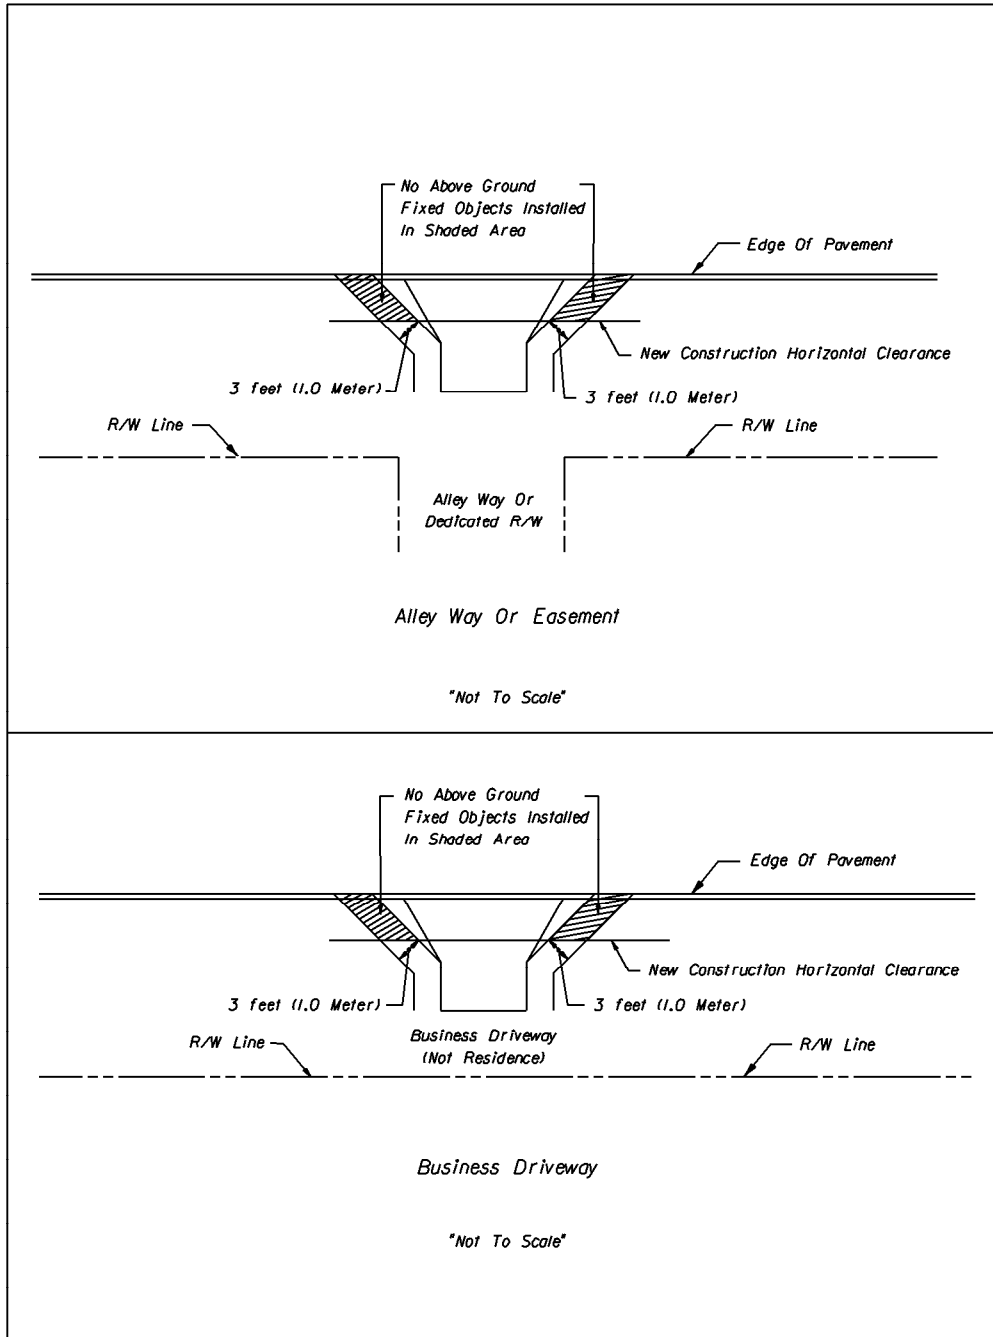 No Above Ground
Fixed Objects Installed
In Shaded Area
Edge Of Pavement
New Construction Horizontal Clearance
3 feet (1.0 Meter)
3 feet (1.0 Meter)
R/W Line
R/W Line
Alley Way Or
Dedicated R/W
Alley Way Or Easement
"Not To Scale"
No Above Ground
Fixed Objects Installed
In Shaded Area
Edge Of Pavement
New Construction Horizontal Clearance
3 feet (1.0 Meter)
3 feet (1.0 Meter)
Business Driveway
(Not Residence)
R/W Line
R/W Line
Business Driveway
"Not To Scale"